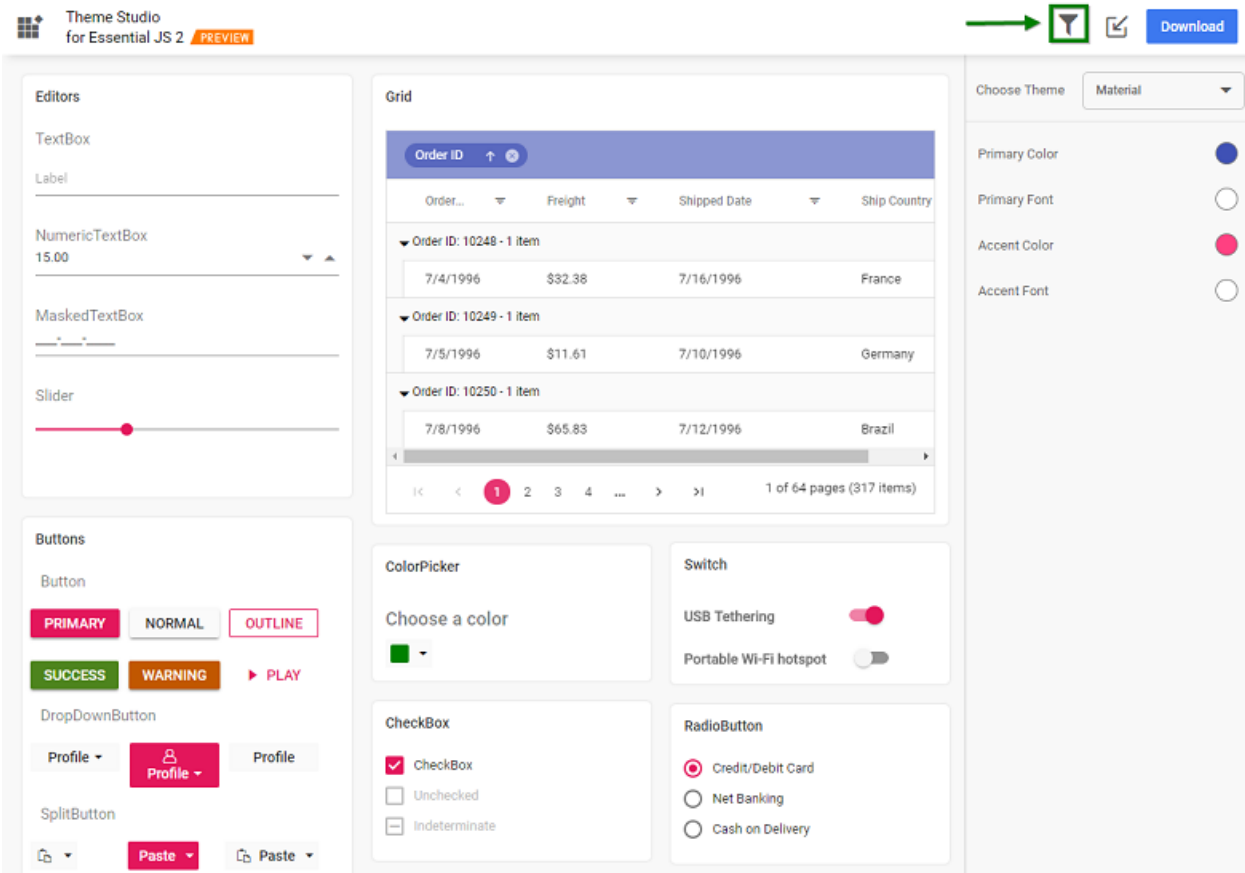 Theme Studio
for Essential JS 2 PREVIEW
Download
Editors
TextBox
Label
NumericTextBox
15.00
MaskedTextBox
___-___-____
Slider
Buttons
Button
PRIMARY NORMAL OUTLINE
SUCCESS WARNING PLAY
DropDownButton
Profile Profile Profile
SplitButton
Paste Paste
Grid
Order ID
Order... Freight Shipped Date Ship Country
Order ID: 10248 - 1 item
7/4/1996 $32.38 7/16/1996 France
Order ID: 10249 - 1 item
7/5/1996 $11.61 7/10/1996 Germany
Order ID: 10250 - 1 item
7/8/1996 $65.83 7/12/1996 Brazil
1 2 3 4 ... 1 of 64 pages (317 items)
ColorPicker
Choose a color
Switch
USB Tethering
Portable Wi-Fi hotspot
CheckBox
CheckBox
Unchecked
Indeterminate
RadioButton
Credit/Debit Card
Net Banking
Cash on Delivery
Choose Theme Material
Primary Color
Primary Font
Accent Color
Accent Font